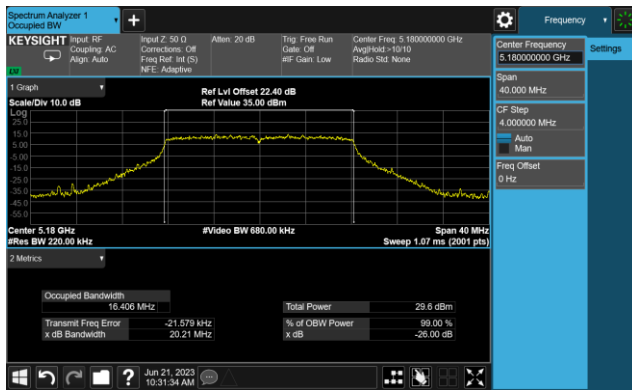 Spectrum Analyzer 1
Occupied BW
Frequency
KEYSIGHT
Input: RF
Coupling: AC
Align: Auto
Input Z: 50 Ω
Corrections: Off
Freq Ref: Int (S)
NFE: Adaptive
Atten: 20 dB
Trig: Free Run
Gate: Off
#IF Gain: Low
Center Freq: 5.180000000 GHz
Avg|Hold:>10/10
Radio Std: None
Center Frequency
5.180000000 GHz
Settings
Span
40.000 MHz
CF Step
4.000000 MHz
Auto
Man
Freq Offset
0 Hz
1 Graph
Scale/Div 10.0 dB
Ref Lvl Offset 22.40 dB
Ref Value 35.00 dBm
Log
25.0
15.0
5.00
-5.00
-15.0
-25.0
-35.0
-45.0
-55.0
Center 5.18 GHz
#Res BW 220.00 kHz
#Video BW 680.00 kHz
Span 40 MHz
Sweep 1.07 ms (2001 pts)
2 Metrics
Occupied Bandwidth
16.406 MHz
Total Power 29.6 dBm
Transmit Freq Error -21.579 kHz
% of OBW Power 99.00 %
x dB Bandwidth 20.21 MHz
x dB -26.00 dB
?
Jun 21, 2023
10:31:34 AM